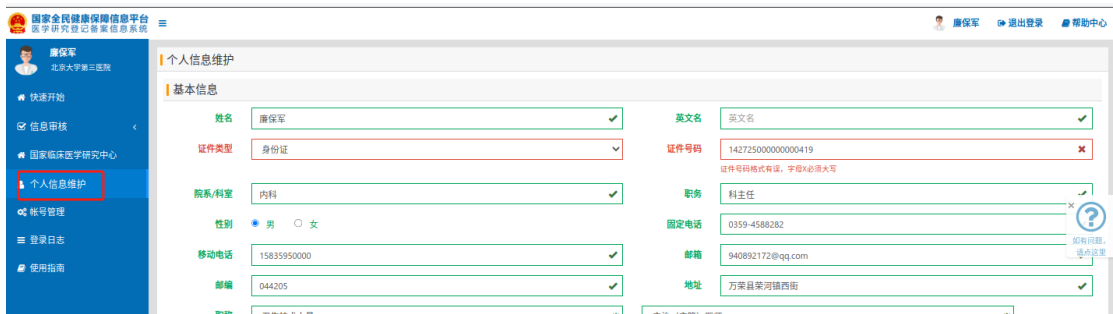 国家全民健康保障信息平台
医学研究登记备案信息系统
廉保军 退出登录 帮助中心
廉保军
北京大学第三医院
快速开始
信息审核
国家临床医学研究中心
个人信息维护
帐号管理
登录日志
使用指南
个人信息维护
基本信息
姓名 廉保军 英文名 英文名
证件类型 身份证 证件号码 142725000000000419
证件号码格式有误，字母X必须大写
院系/科室 内科 职务 科主任
性别 男 女 固定电话 0359-4588282
移动电话 15835950000 邮箱 940892172@qq.com
邮编 044205 地址 万荣县荣河镇西街
如有问题，
请点这里